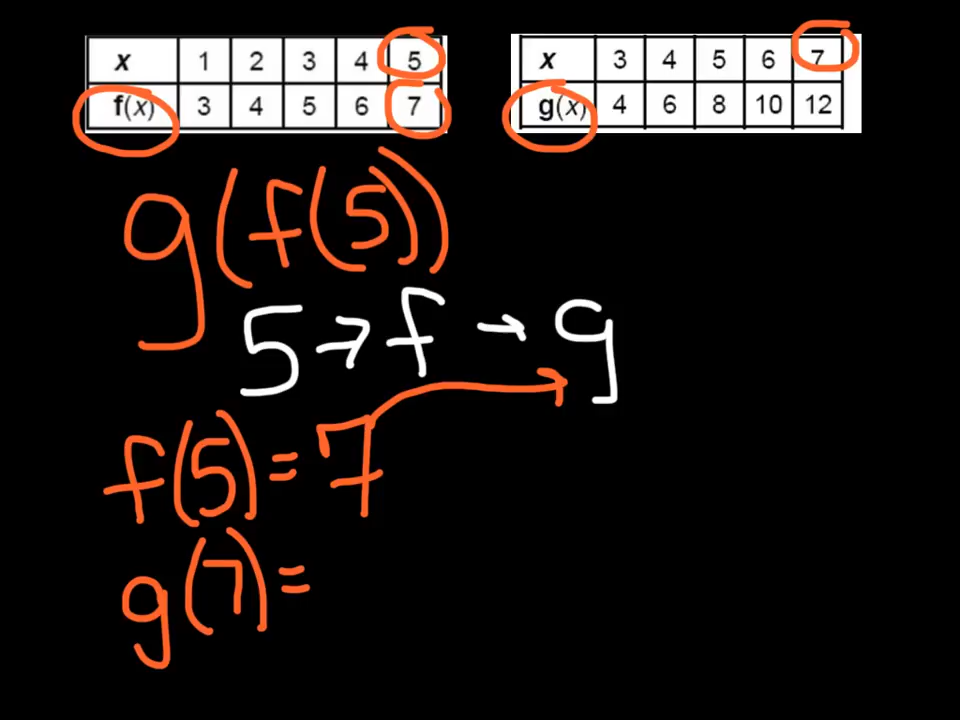 x 1 2 3 4 5
f(x) 3 4 5 6 7
x 3 4 5 6 7
g(x) 4 6 8 10 12
g(f(5))
5 → f → g
f(5) = 7
g(7) =